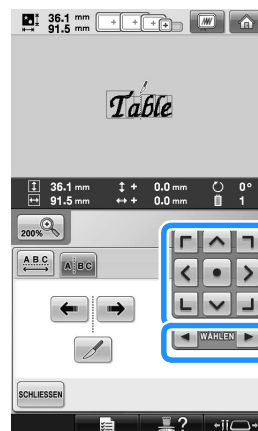 36.1 mm
91.5 mm
Table
36.1 mm 0.0 mm 0°
91.5 mm 0.0 mm 1
200%
ABC A BC
WÄHLEN
SCHLIESSEN
?